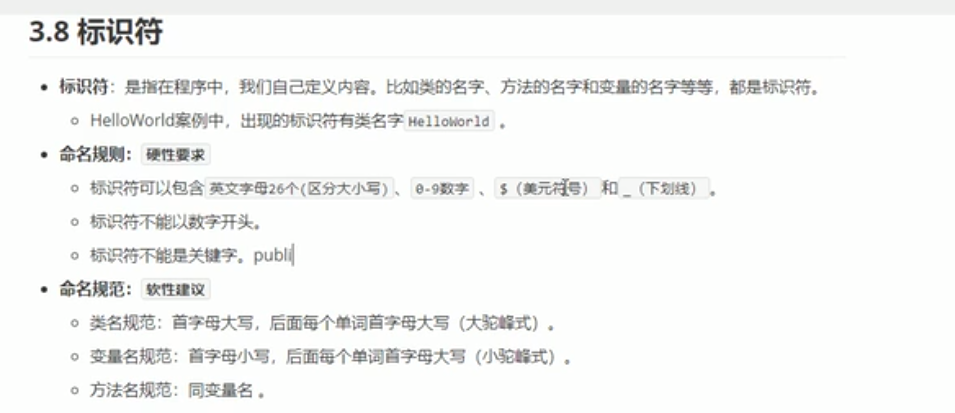 3.8 标识符
标识符：是指在程序中，我们自己定义内容。比如类的名字、方法的名字和变量的名字等等，都是标识符。
HelloWorld案例中，出现的标识符有类名字 HelloWorld 。
命名规则： 硬性要求
标识符可以包含 英文字母26个(区分大小写) 、 0-9数字 、 $（美元符号） 和 _（下划线） 。
标识符不能以数字开头。
标识符不能是关键字。publi
命名规范： 软性建议
类名规范：首字母大写，后面每个单词首字母大写（大驼峰式）。
变量名规范：首字母小写，后面每个单词首字母大写（小驼峰式）。
方法名规范：同变量名 。